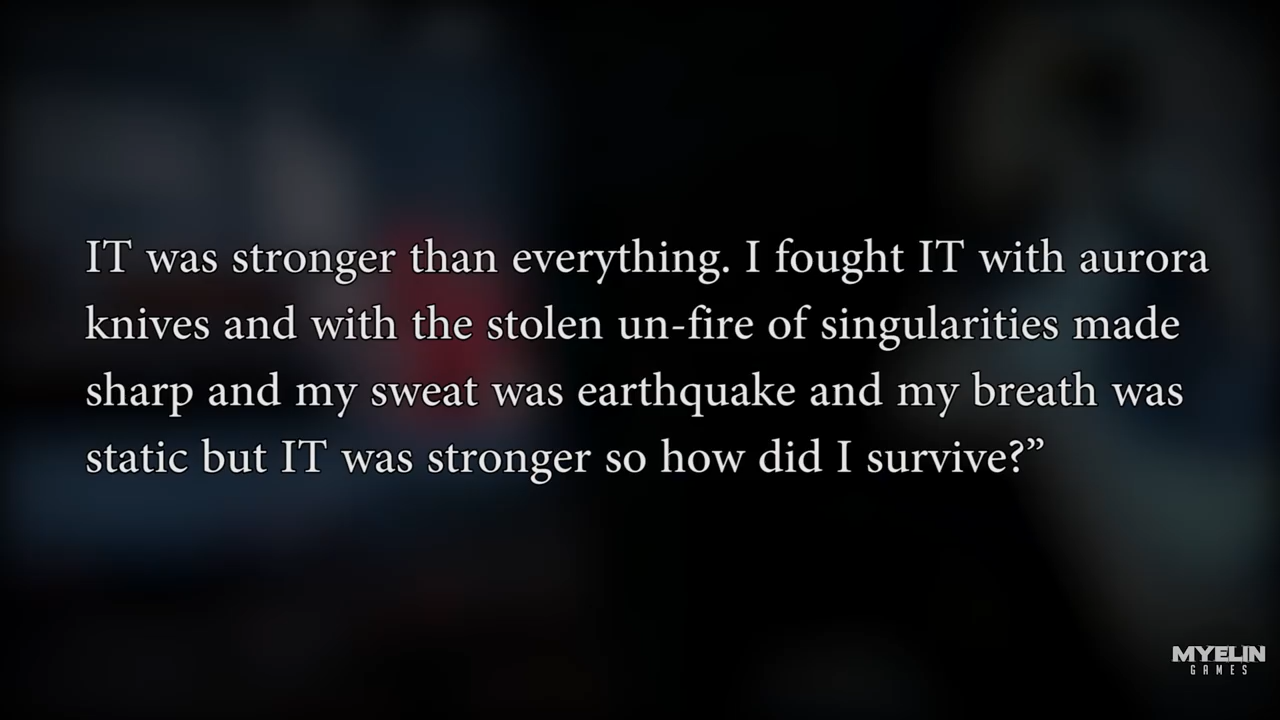 IT was stronger than everything. I fought IT with aurora
knives and with the stolen un-fire of singularities made
sharp and my sweat was earthquake and my breath was
static but IT was stronger so how did I survive?”
MYELIN
GAMES